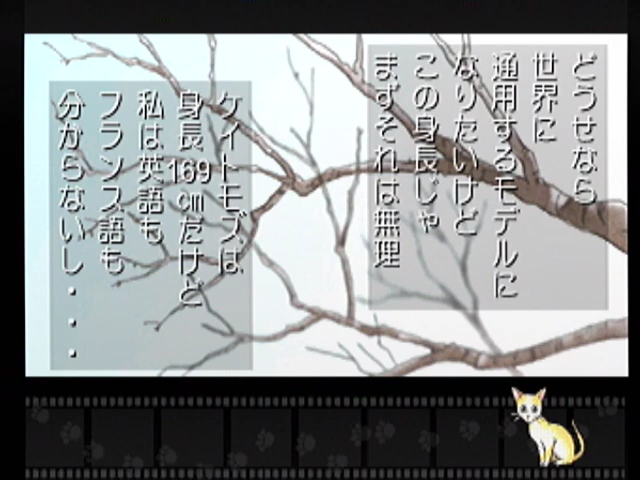 どうせなら
世界に
通用するモデルに
なりたいけど
この身長じゃ
まずそれは無理
ケイトモズは
身長169㎝だけど
私は英語も
フランス語も
分からないし・・・